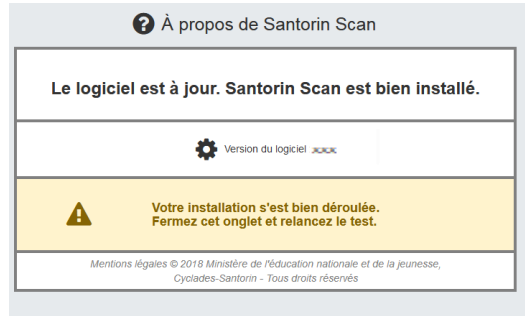 À propos de Santorin Scan
Le logiciel est à jour. Santorin Scan est bien installé.
Version du logiciel
Votre installation s'est bien déroulée.
Fermez cet onglet et relancez le test.
Mentions légales © 2018 Ministère de l'éducation nationale et de la jeunesse,
Cyclades-Santorin - Tous droits réservés